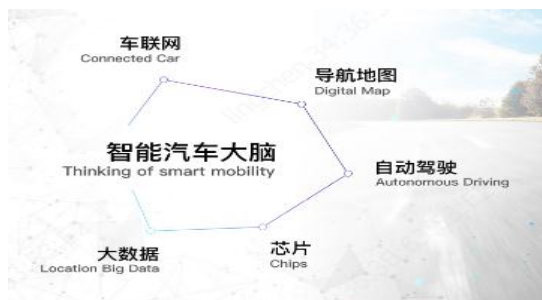 车联网
Connected Car
导航地图
Digital Map
智能汽车大脑
Thinking of smart mobility
自动驾驶
Autonomous Driving
大数据
Location Big Data
芯片
Chips